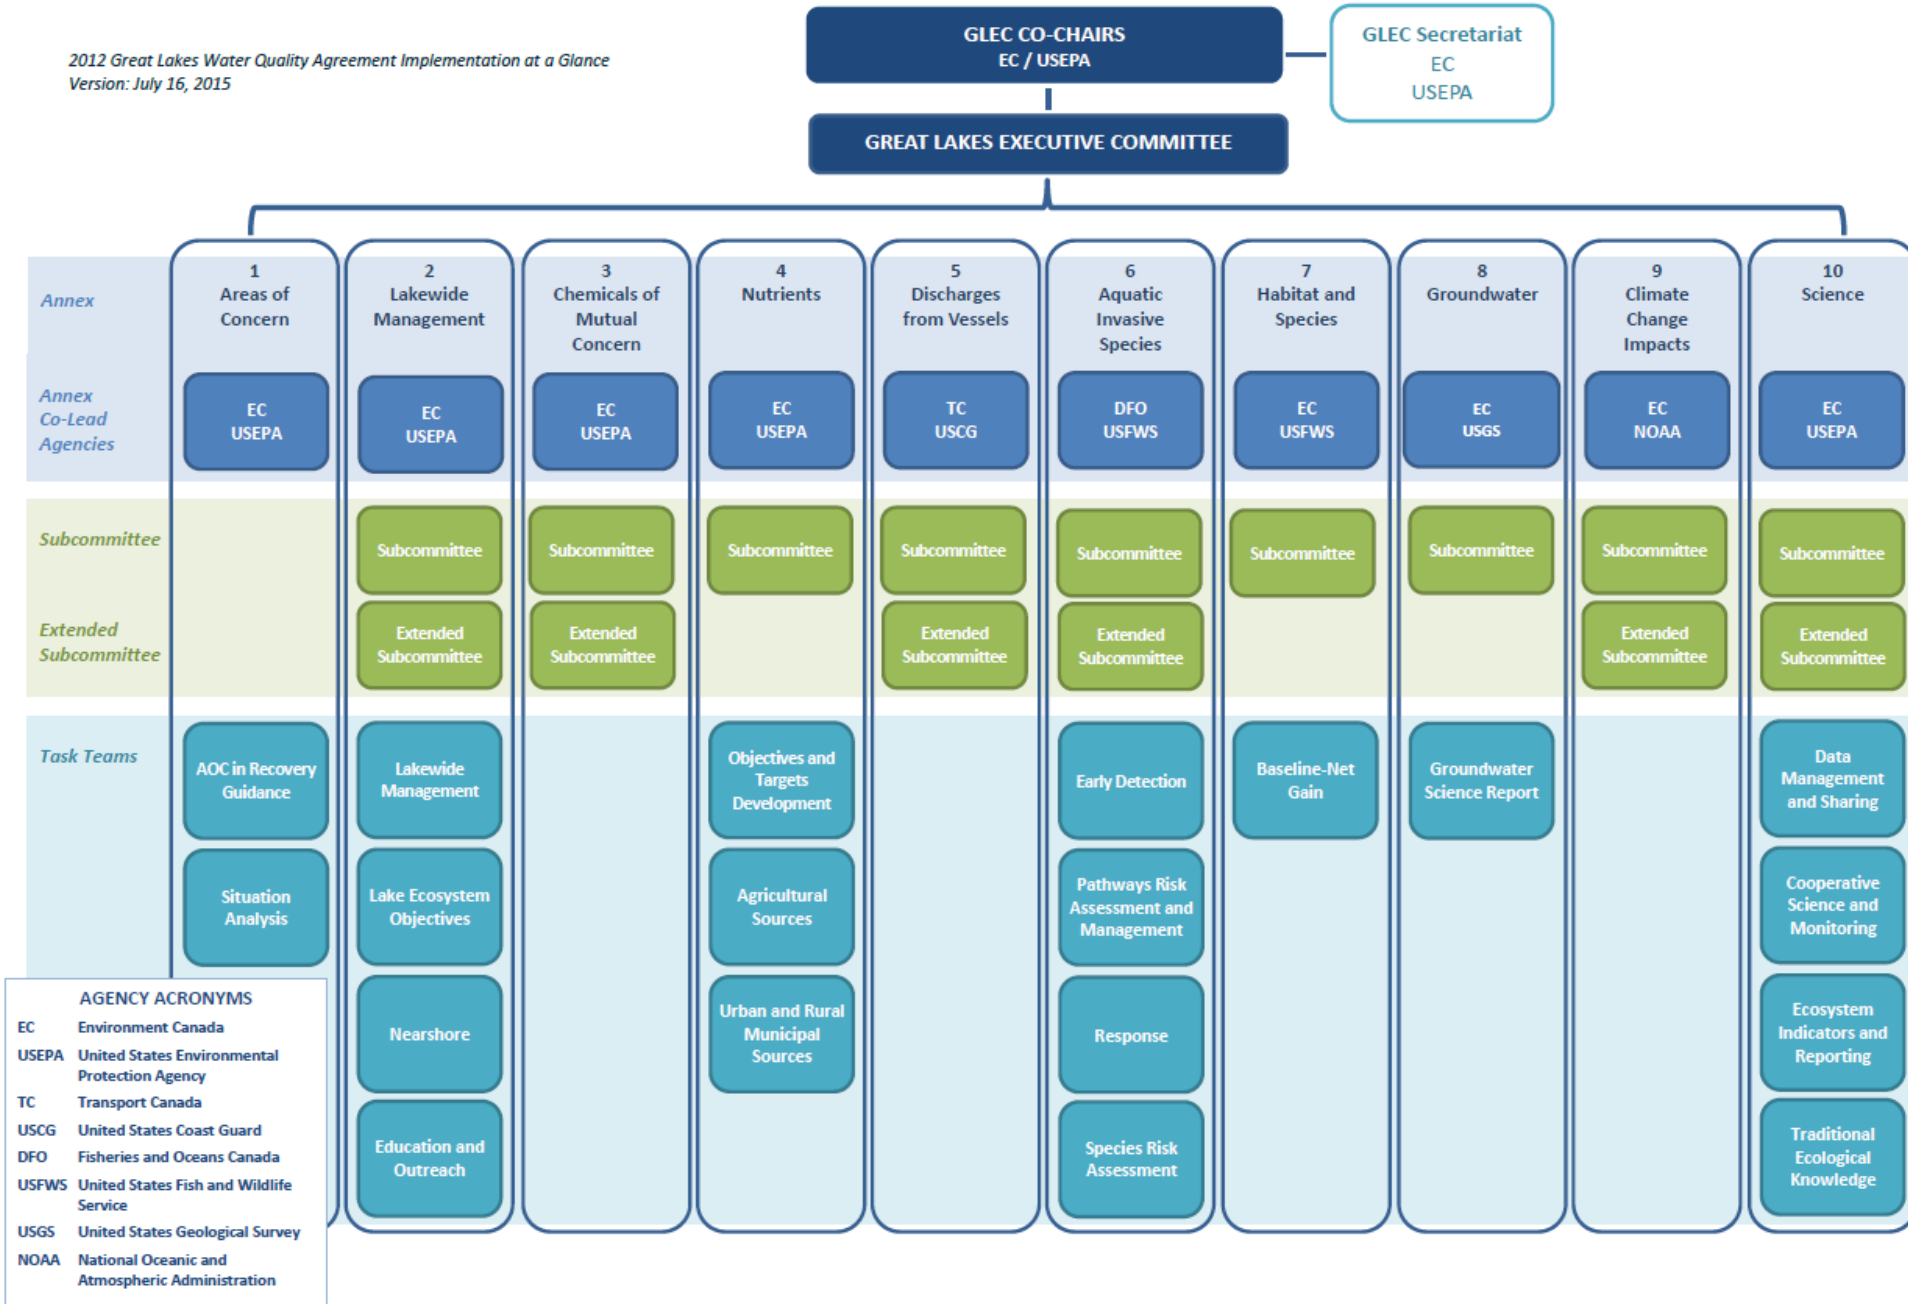 2012 Great Lakes Water Quality Agreement Implementation at a Glance
Version: July 16, 2015
GLEC CO-CHAIRS
EC / USEPA
GLEC Secretariat
EC
USEPA
GREAT LAKES EXECUTIVE COMMITTEE
Annex
1
Areas of
Concern
2
Lakewide
Management
3
Chemicals of
Mutual
Concern
4
Nutrients
5
Discharges
from Vessels
6
Aquatic
Invasive
Species
7
Habitat and
Species
8
Groundwater
9
Climate
Change
Impacts
10
Science
Annex
Co-Lead
Agencies
EC
USEPA
EC
USEPA
EC
USEPA
EC
USEPA
TC
USCG
DFO
USFWS
EC
USFWS
EC
USGS
EC
NOAA
EC
USEPA
Subcommittee
Subcommittee
Subcommittee
Subcommittee
Subcommittee
Subcommittee
Subcommittee
Subcommittee
Subcommittee
Subcommittee
Extended
Subcommittee
Extended
Subcommittee
Extended
Subcommittee
Extended
Subcommittee
Extended
Subcommittee
Extended
Subcommittee
Extended
Subcommittee
Task Teams
AOC in Recovery
Guidance
Lakewide
Management
Objectives and
Targets
Development
Early Detection
Baseline-Net
Gain
Groundwater
Science Report
Data
Management
and Sharing
Situation
Analysis
Lake Ecosystem
Objectives
Agricultural
Sources
Pathways Risk
Assessment and
Management
Cooperative
Science and
Monitoring
Nearshore
Urban and Rural
Municipal
Sources
Response
Ecosystem
Indicators and
Reporting
Education and
Outreach
Species Risk
Assessment
Traditional
Ecological
Knowledge
AGENCY ACRONYMS
EC Environment Canada
USEPA United States Environmental
Protection Agency
TC Transport Canada
USCG United States Coast Guard
DFO Fisheries and Oceans Canada
USFWS United States Fish and Wildlife
Service
USGS United States Geological Survey
NOAA National Oceanic and
Atmospheric Administration